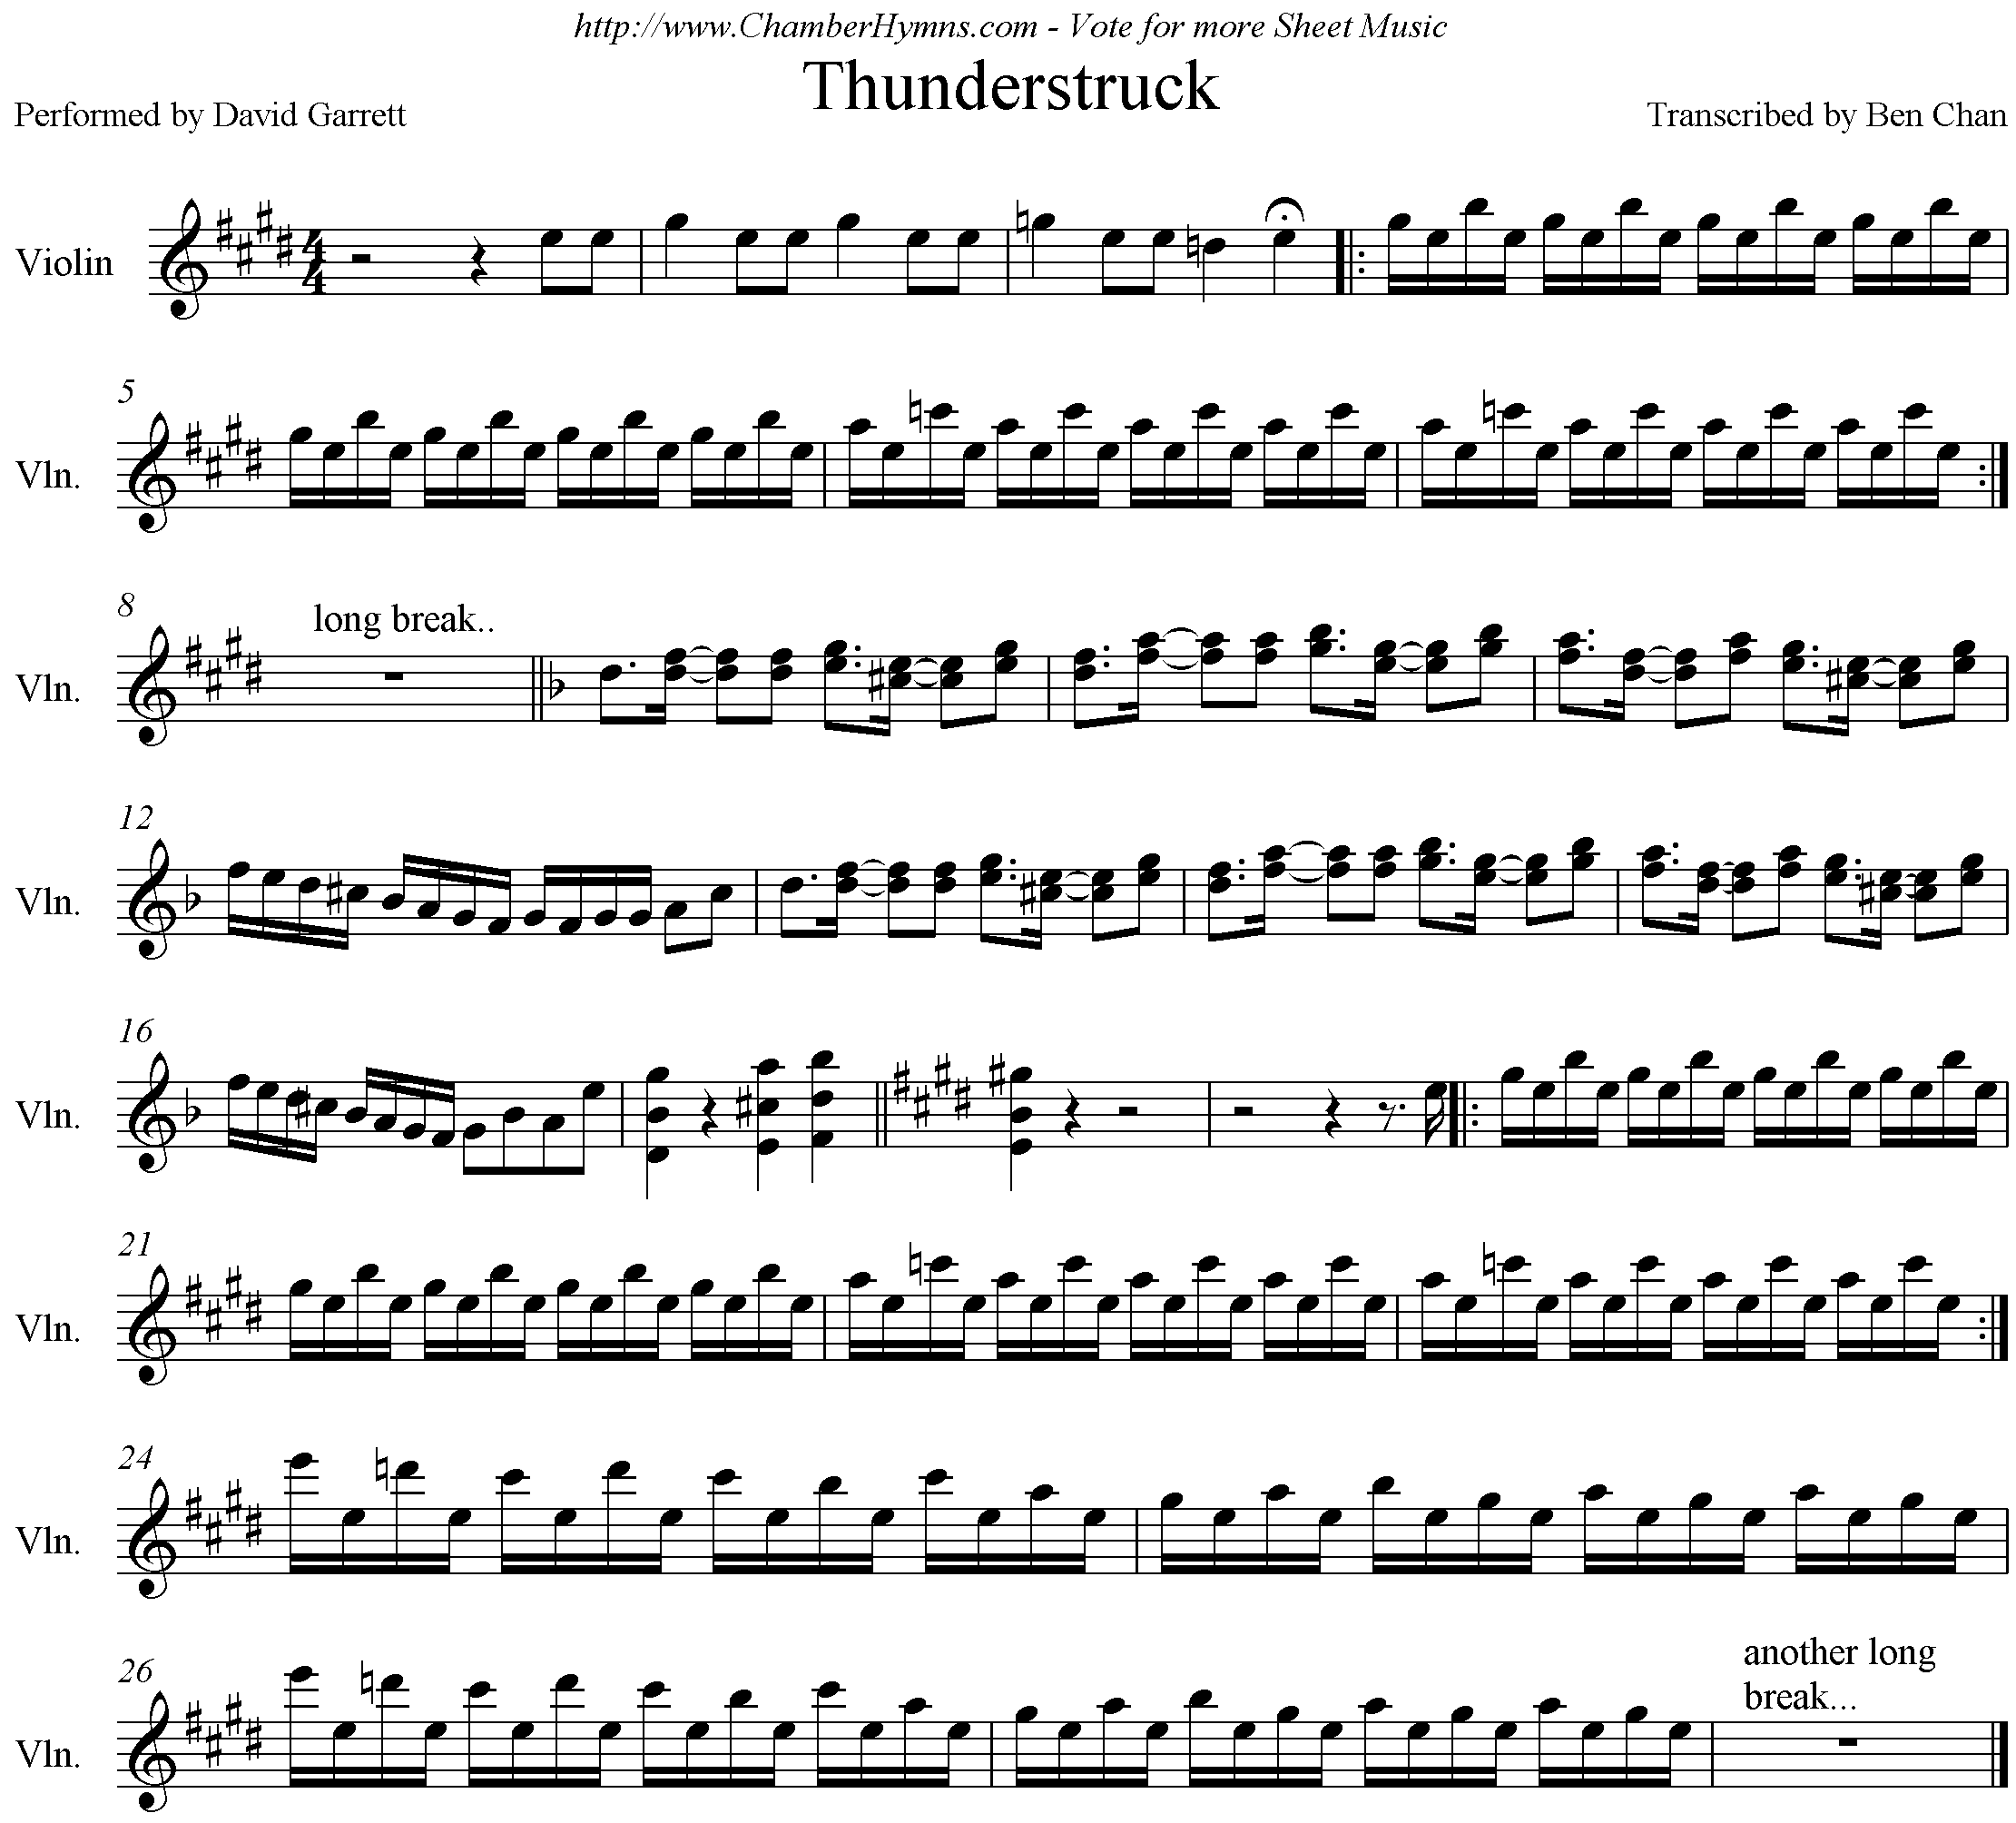 http://www.ChamberHymns.com - Vote for more Sheet Music
Thunderstruck
Performed by David Garrett
Transcribed by Ben Chan
Violin
4
4
5
Vln.
8
long break..
Vln.
12
Vln.
16
Vln.
21
Vln.
24
Vln.
26
another long
break...
Vln.